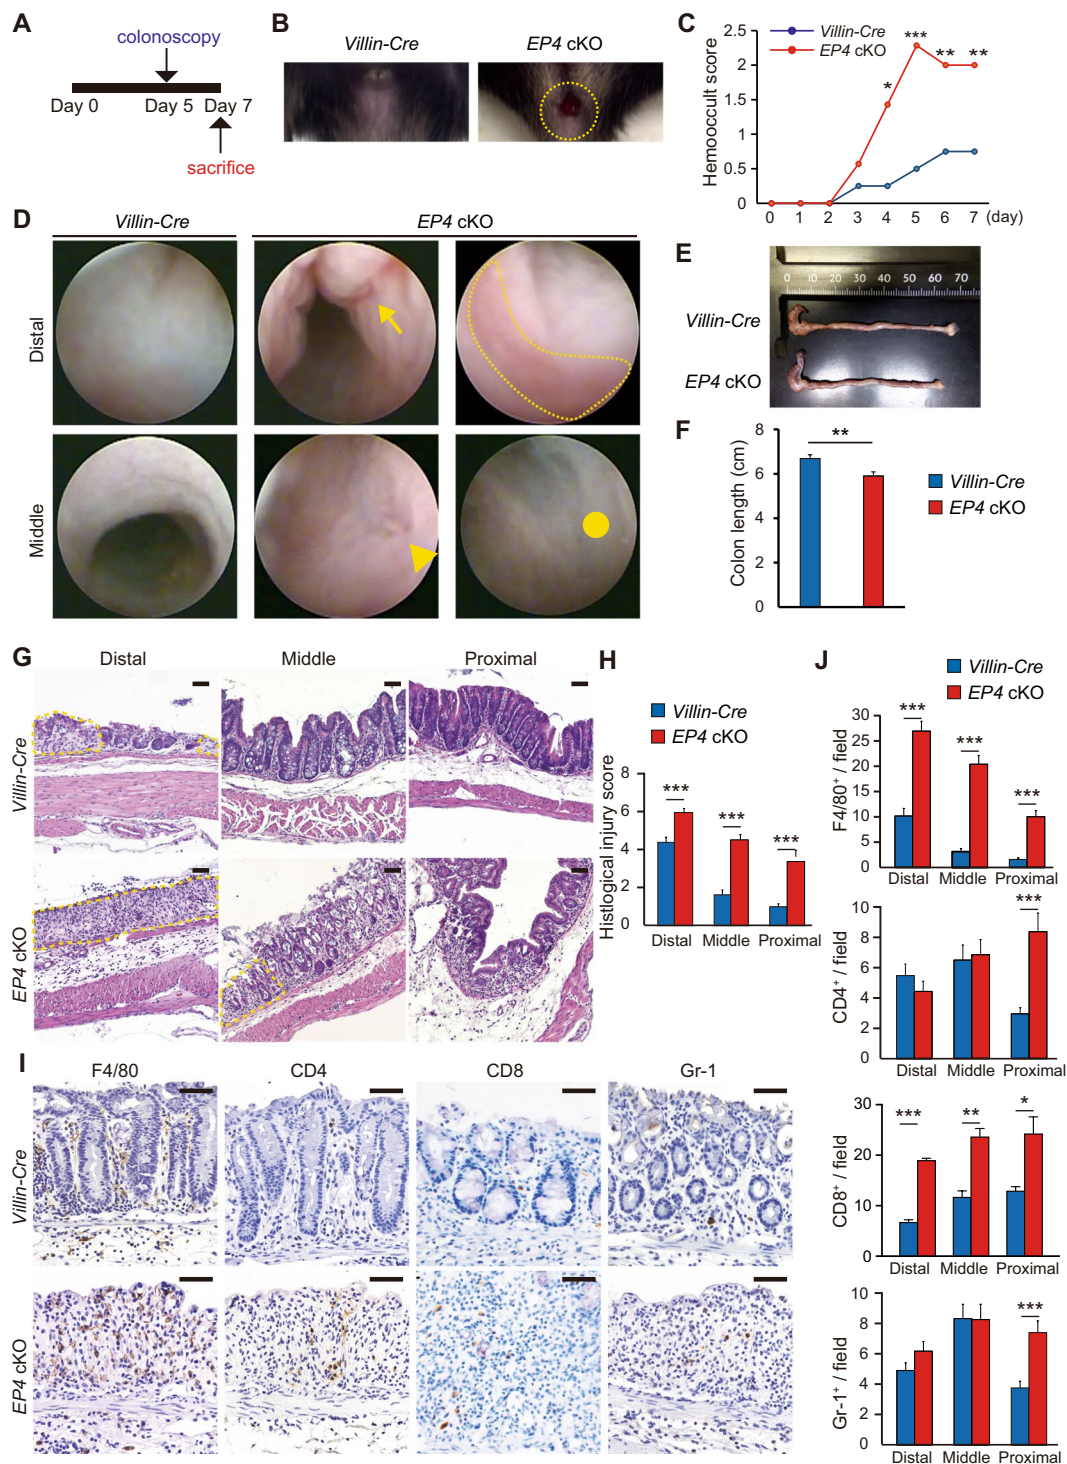 A
colonoscopy
Day 0
Day 5
Day 7
sacrifice
B
Villin-Cre
EP4 cKO
C
Villin-Cre
EP4 cKO
Hemooccult score
2.5
2
1.5
1
0.5
0
*
***
**
**
0 1 2 3 4 5 6 7 (day)
D
Villin-Cre
EP4 cKO
Distal
Middle
E
0 10 20 30 40 50 60 70
Villin-Cre
EP4 cKO
F
Colon length (cm)
8
6
4
2
0
**
Villin-Cre
EP4 cKO
G
Distal
Middle
Proximal
Villin-Cre
EP4 cKO
H
Villin-Cre
EP4 cKO
Histlogical injury score
8
6
4
2
0
***
***
***
Distal Middle Proximal
I
F4/80
CD4
CD8
Gr-1
Villin-Cre
EP4 cKO
J
Villin-Cre
EP4 cKO
F4/80⁺ / field
30
25
20
15
10
5
0
***
***
***
Distal Middle Proximal
CD4⁺ / field
10
8
6
4
2
0
***
Distal Middle Proximal
CD8⁺ / field
30
20
10
0
***
**
*
Distal Middle Proximal
Gr-1⁺ / field
10
8
6
4
2
0
***
Distal Middle Proximal